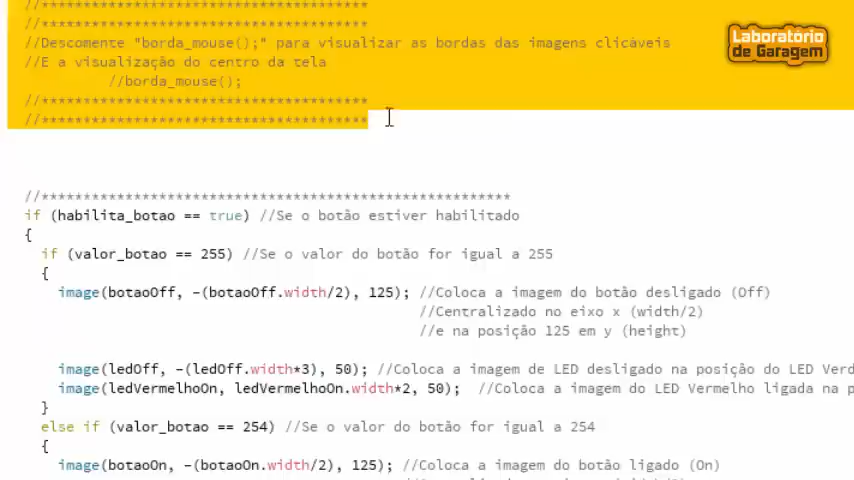 //***************************************
//***************************************
//Descomente "borda_mouse();" para visualizar as bordas das imagens clicáveis
//E a visualização do centro da tela
//borda_mouse();
//***************************************
//***************************************
Laboratório
de Garagem
//********************************************************
if (habilita_botao == true) //Se o botão estiver habilitado
{
if (valor_botao == 255) //Se o valor do botão for igual a 255
{
image(botaoOff, -(botaoOff.width/2), 125); //Coloca a imagem do botão desligado (Off)
//Centralizado no eixo x (width/2)
//e na posição 125 em y (height)
image(ledOff, -(ledOff.width*3), 50); //Coloca a imagem de LED desligado na posição do LED Verd
image(ledVermelhoOn, ledVermelhoOn.width*2, 50); //Coloca a imagem do LED Vermelho ligada na p
}
else if (valor_botao == 254) //Se o valor do botão for igual a 254
{
image(botaoOn, -(botaoOn.width/2), 125); //Coloca a imagem do botão ligado (On)